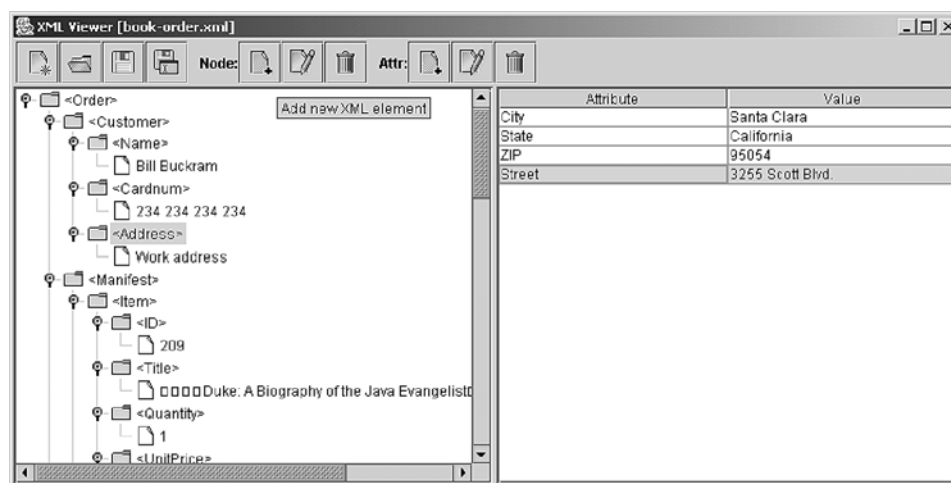 XML Viewer [book-order.xml]
Node: Attr:
<Order>
Add new XML element
<Customer>
<Name>
Bill Buckram
<Cardnum>
234 234 234 234
<Address>
Work address
<Manifest>
<Item>
<ID>
209
<Title>
□□□□Duke: A Biography of the Java Evangelist□
<Quantity>
1
<UnitPrice>
Attribute Value
City Santa Clara
State California
ZIP 95054
Street 3255 Scott Blvd.